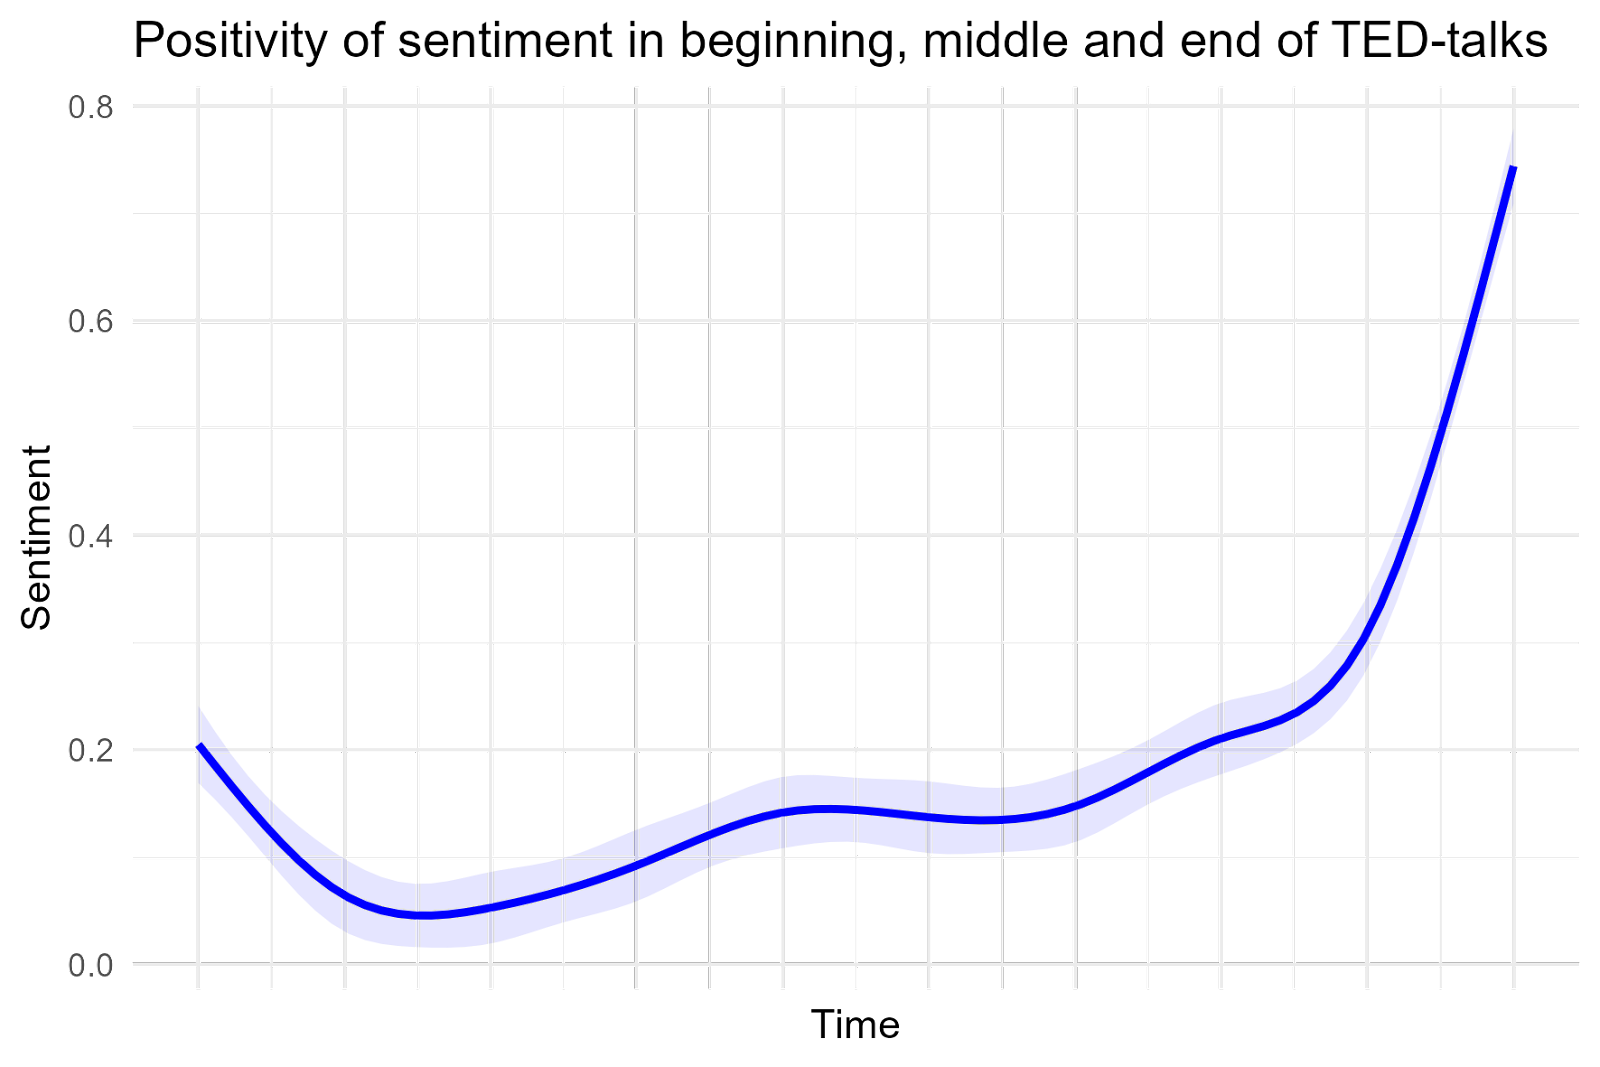 Positivity of sentiment in beginning, middle and end of TED-talks
0.8
0.6
0.4
0.2
0.0
Sentiment
Time